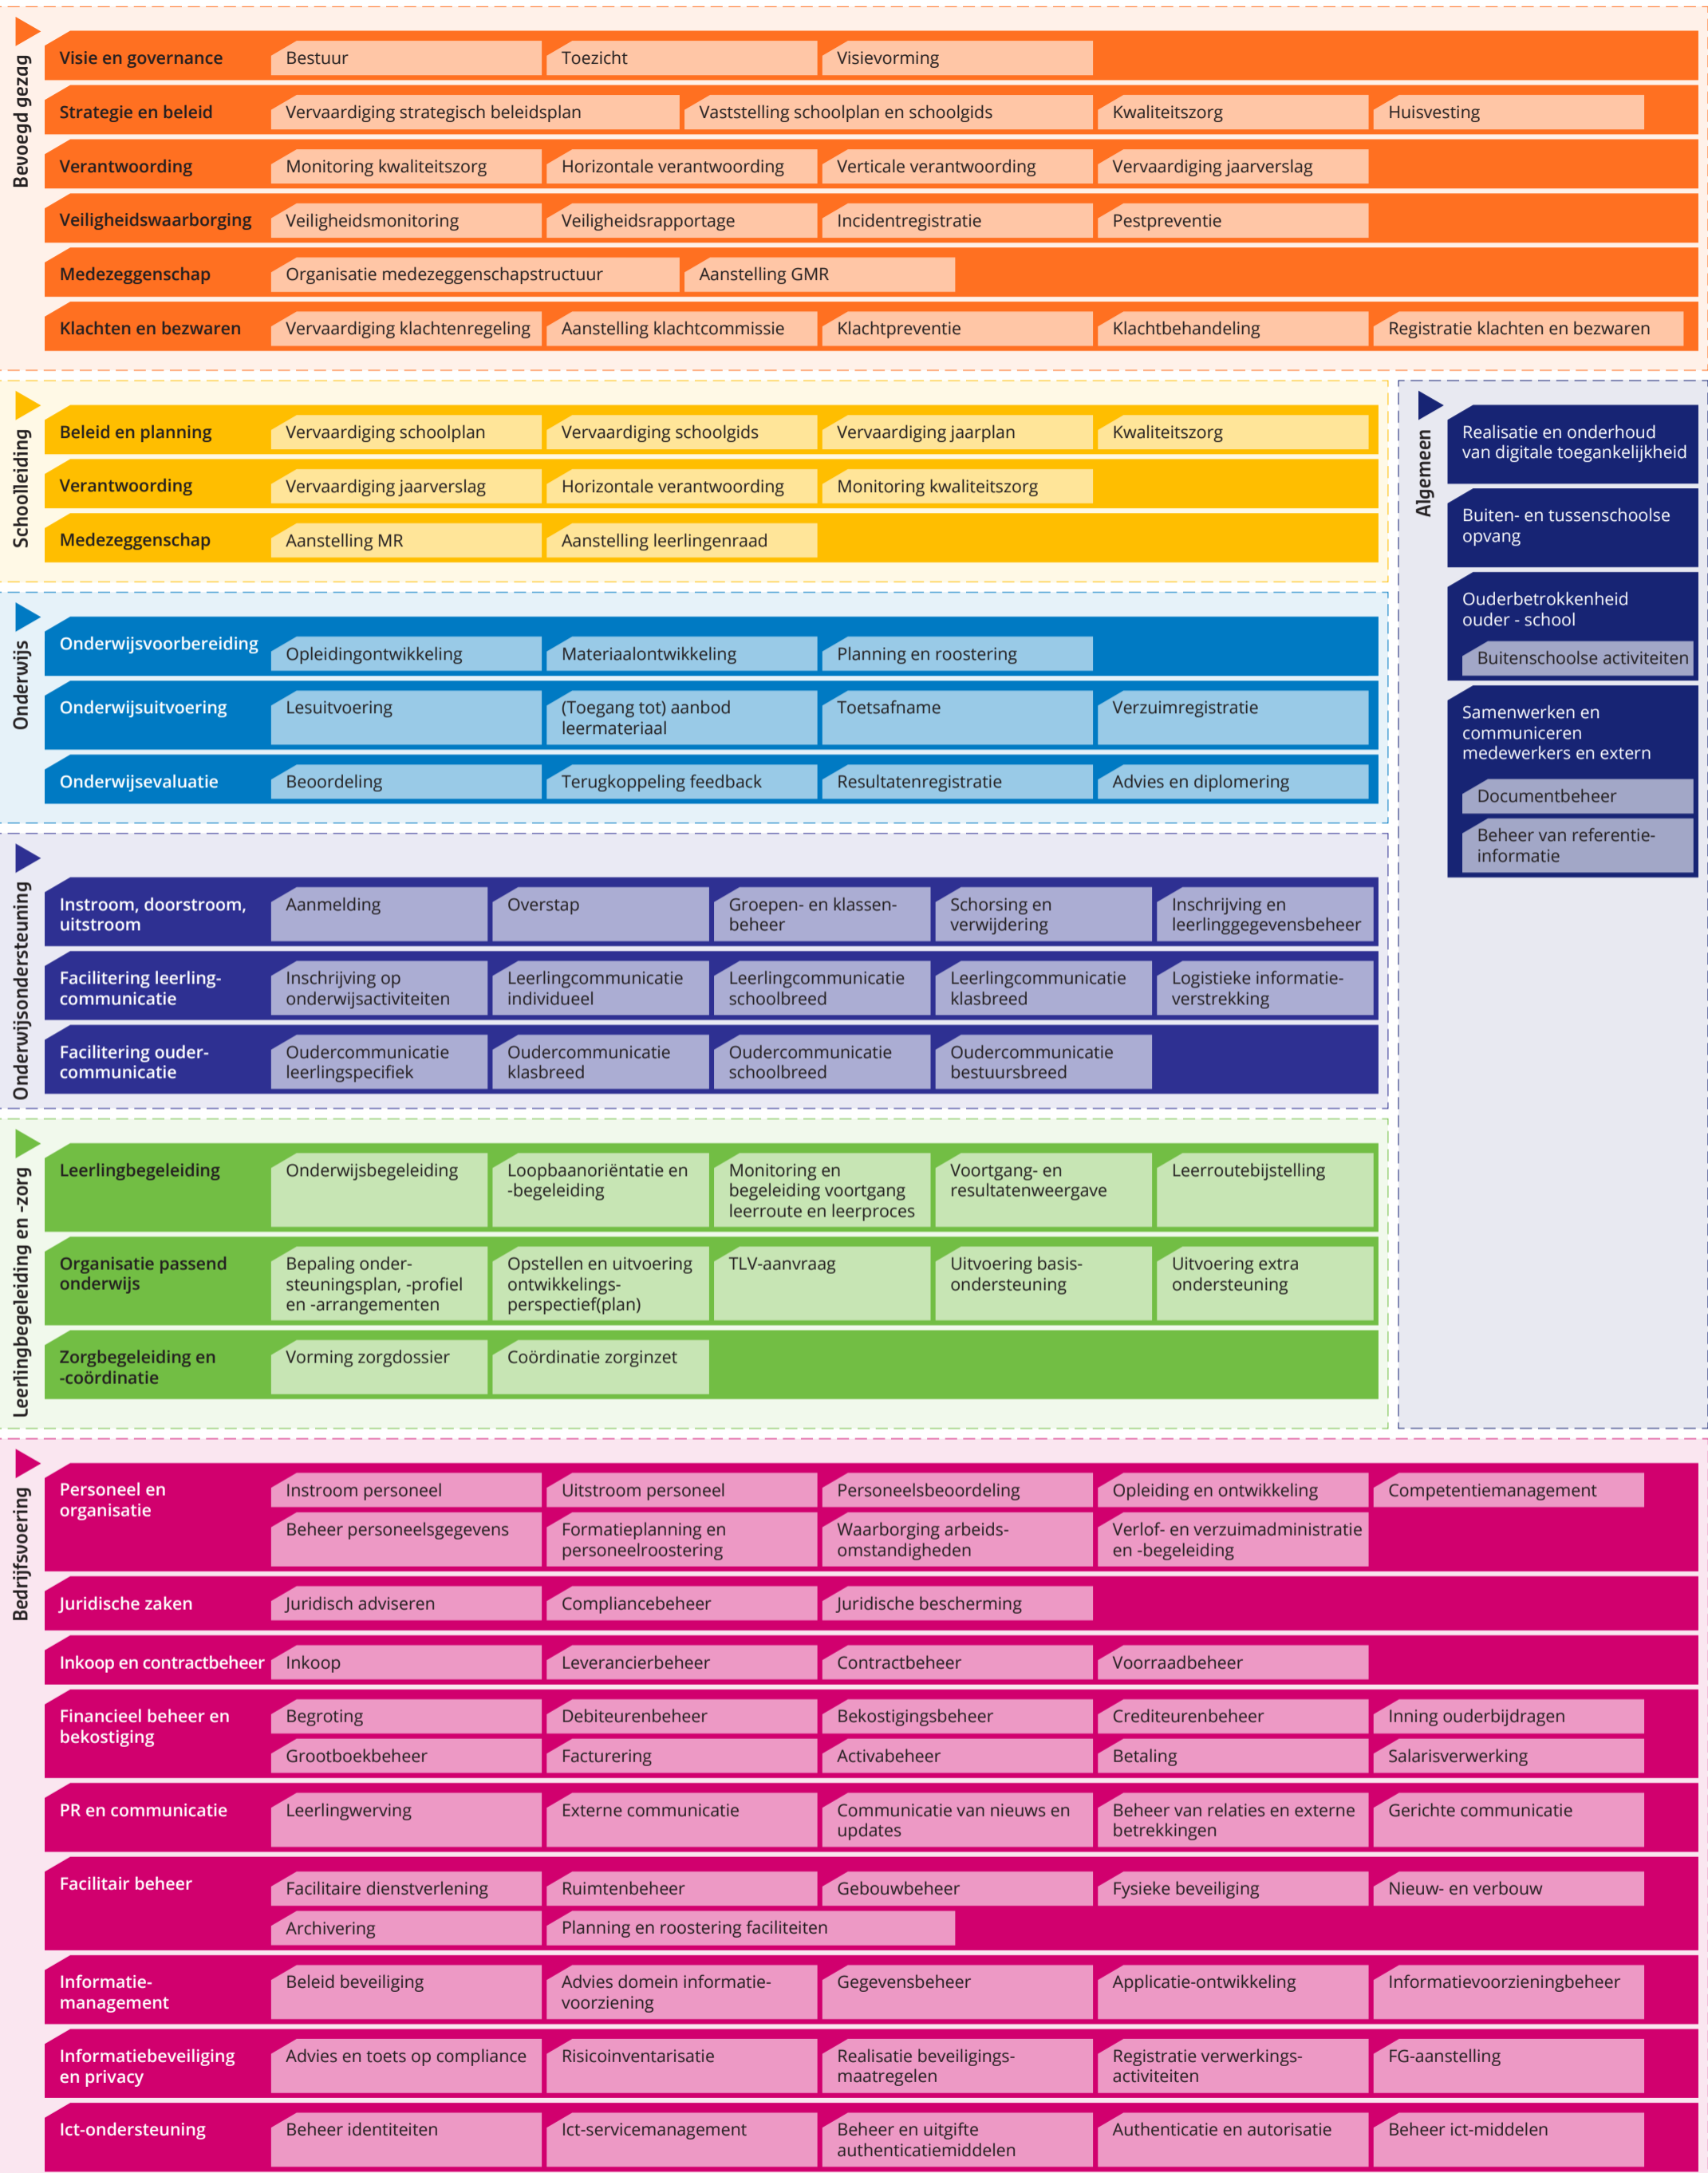 Bevoegd gezag
Visie en governance
Bestuur
Toezicht
Visievorming
Strategie en beleid
Vervaardiging strategisch beleidsplan
Vaststelling schoolplan en schoolgids
Kwaliteitszorg
Huisvesting
Verantwoording
Monitoring kwaliteitszorg
Horizontale verantwoording
Verticale verantwoording
Vervaardiging jaarverslag
Veiligheidswaarborging
Veiligheidsmonitoring
Veiligheidsrapportage
Incidentregistratie
Pestpreventie
Medezeggenschap
Organisatie medezeggenschapstructuur
Aanstelling GMR
Klachten en bezwaren
Vervaardiging klachtenregeling
Aanstelling klachtcommissie
Klachtpreventie
Klachtbehandeling
Registratie klachten en bezwaren
Schoolleiding
Beleid en planning
Vervaardiging schoolplan
Vervaardiging schoolgids
Vervaardiging jaarplan
Kwaliteitszorg
Verantwoording
Vervaardiging jaarverslag
Horizontale verantwoording
Monitoring kwaliteitszorg
Medezeggenschap
Aanstelling MR
Aanstelling leerlingenraad
Onderwijs
Onderwijsvoorbereiding
Opleidingontwikkeling
Materiaalontwikkeling
Planning en roostering
Onderwijsuitvoering
Lesuitvoering
(Toegang tot) aanbod
leermateriaal
Toetsafname
Verzuimregistratie
Onderwijsevaluatie
Beoordeling
Terugkoppeling feedback
Resultatenregistratie
Advies en diplomering
Onderwijsondersteuning
Instroom, doorstroom,
uitstroom
Aanmelding
Overstap
Groepen- en klassen-
beheer
Schorsing en
verwijdering
Inschrijving en
leerlinggegevensbeheer
Facilitering leerling-
communicatie
Inschrijving op
onderwijsactiviteiten
Leerlingcommunicatie
individueel
Leerlingcommunicatie
schoolbreed
Leerlingcommunicatie
klasbreed
Logistieke informatie-
verstrekking
Facilitering ouder-
communicatie
Oudercommunicatie
leerlingspecifiek
Oudercommunicatie
klasbreed
Oudercommunicatie
schoolbreed
Oudercommunicatie
bestuursbreed
Leerlingbegeleiding en -zorg
Leerlingbegeleiding
Onderwijsbegeleiding
Loopbaanoriëntatie en
-begeleiding
Monitoring en
begeleiding voortgang
leerroute en leerproces
Voortgang- en
resultatenweergave
Leerroutebijstelling
Organisatie passend
onderwijs
Bepaling onder-
steuningsplan, -profiel
en -arrangementen
Opstellen en uitvoering
ontwikkelings-
perspectief(plan)
TLV-aanvraag
Uitvoering basis-
ondersteuning
Uitvoering extra
ondersteuning
Zorgbegeleiding en
-coördinatie
Vorming zorgdossier
Coördinatie zorginzet
Algemeen
Realisatie en onderhoud
van digitale toegankelijkheid
Buiten- en tussenschoolse
opvang
Ouderbetrokkenheid
ouder - school
Buitenschoolse activiteiten
Samenwerken en
communiceren
medewerkers en extern
Documentbeheer
Beheer van referentie-
informatie
Bedrijfsvoering
Personeel en
organisatie
Instroom personeel
Uitstroom personeel
Personeelsbeoordeling
Opleiding en ontwikkeling
Competentiemanagement
Beheer personeelsgegevens
Formatieplanning en
personeelroostering
Waarborging arbeids-
omstandigheden
Verlof- en verzuimadministratie
en -begeleiding
Juridische zaken
Juridisch adviseren
Compliancebeheer
Juridische bescherming
Inkoop en contractbeheer
Inkoop
Leverancierbeheer
Contractbeheer
Voorraadbeheer
Financieel beheer en
bekostiging
Begroting
Debiteurenbeheer
Bekostigingsbeheer
Crediteurenbeheer
Inning ouderbijdragen
Grootboekbeheer
Facturering
Activabeheer
Betaling
Salarisverwerking
PR en communicatie
Leerlingwerving
Externe communicatie
Communicatie van nieuws en
updates
Beheer van relaties en externe
betrekkingen
Gerichte communicatie
Facilitair beheer
Facilitaire dienstverlening
Ruimtenbeheer
Gebouwbeheer
Fysieke beveiliging
Nieuw- en verbouw
Archivering
Planning en roostering faciliteiten
Informatie-
management
Beleid beveiliging
Advies domein informatie-
voorziening
Gegevensbeheer
Applicatie-ontwikkeling
Informatievoorzieningbeheer
Informatiebeveiliging
en privacy
Advies en toets op compliance
Risicoinventarisatie
Realisatie beveiligings-
maatregelen
Registratie verwerkings-
activiteiten
FG-aanstelling
Ict-ondersteuning
Beheer identiteiten
Ict-servicemanagement
Beheer en uitgifte
authenticatiemiddelen
Authenticatie en autorisatie
Beheer ict-middelen